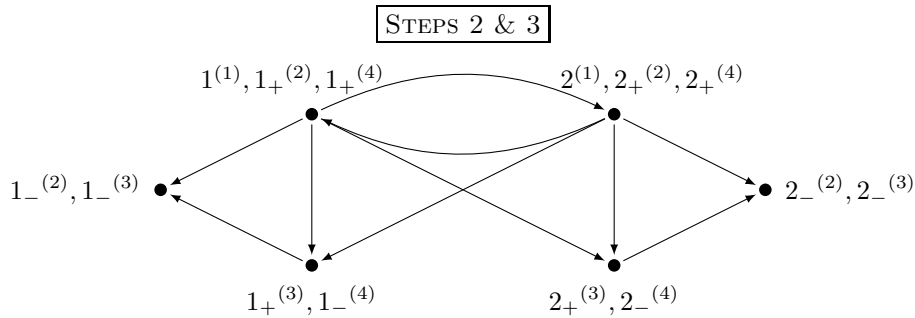 STEPS 2 & 3
1^{(1)}, 1_+^{(2)}, 1_+^{(4)}
2^{(1)}, 2_+^{(2)}, 2_+^{(4)}
1_-^{(2)}, 1_-^{(3)}
2_-^{(2)}, 2_-^{(3)}
1_+^{(3)}, 1_-^{(4)}
2_+^{(3)}, 2_-^{(4)}